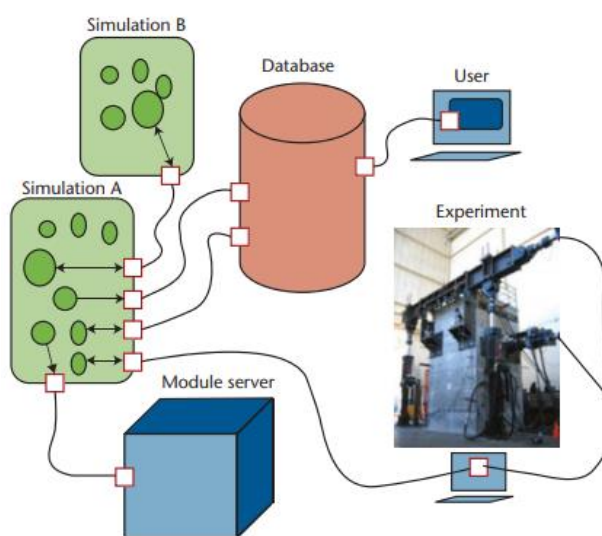 Simulation B
Database
User
Simulation A
Experiment
Module server